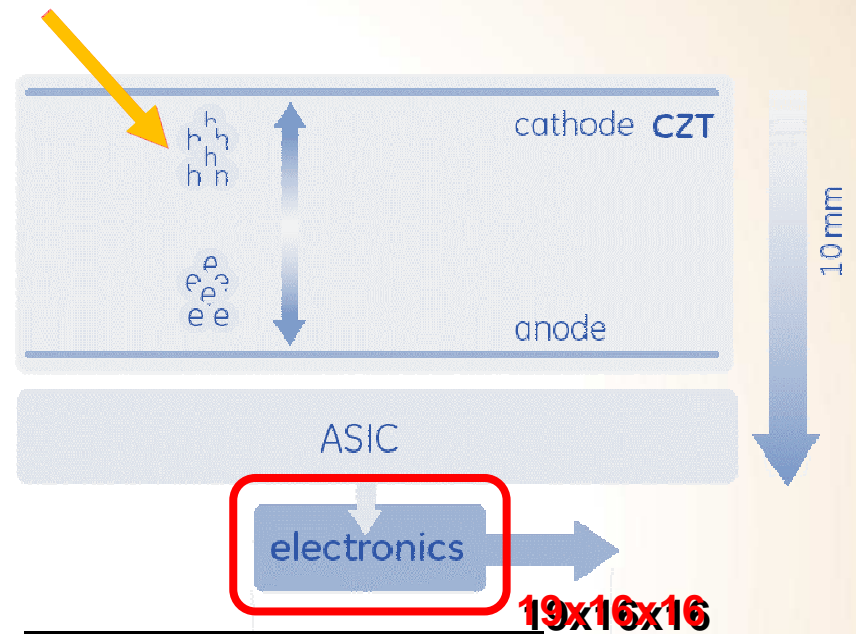 h
h h
h
h n
cathode CZT
10mm
e
e e
e
e e
anode
ASIC
electronics
19x16x16